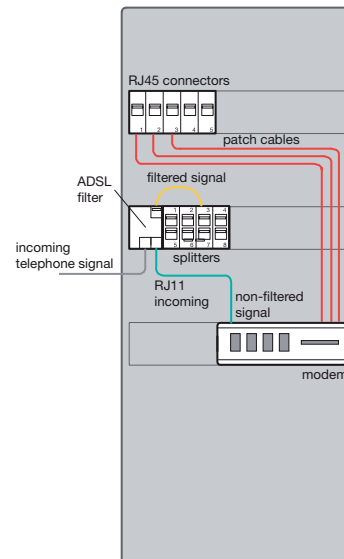 RJ45 connectors
1 2 3 4 5
patch cables
ADSL
filter
filtered signal
1 2 3 4
5 6 7 8
incoming
telephone signal
splitters
RJ11
incoming
non-filtered
signal
modem